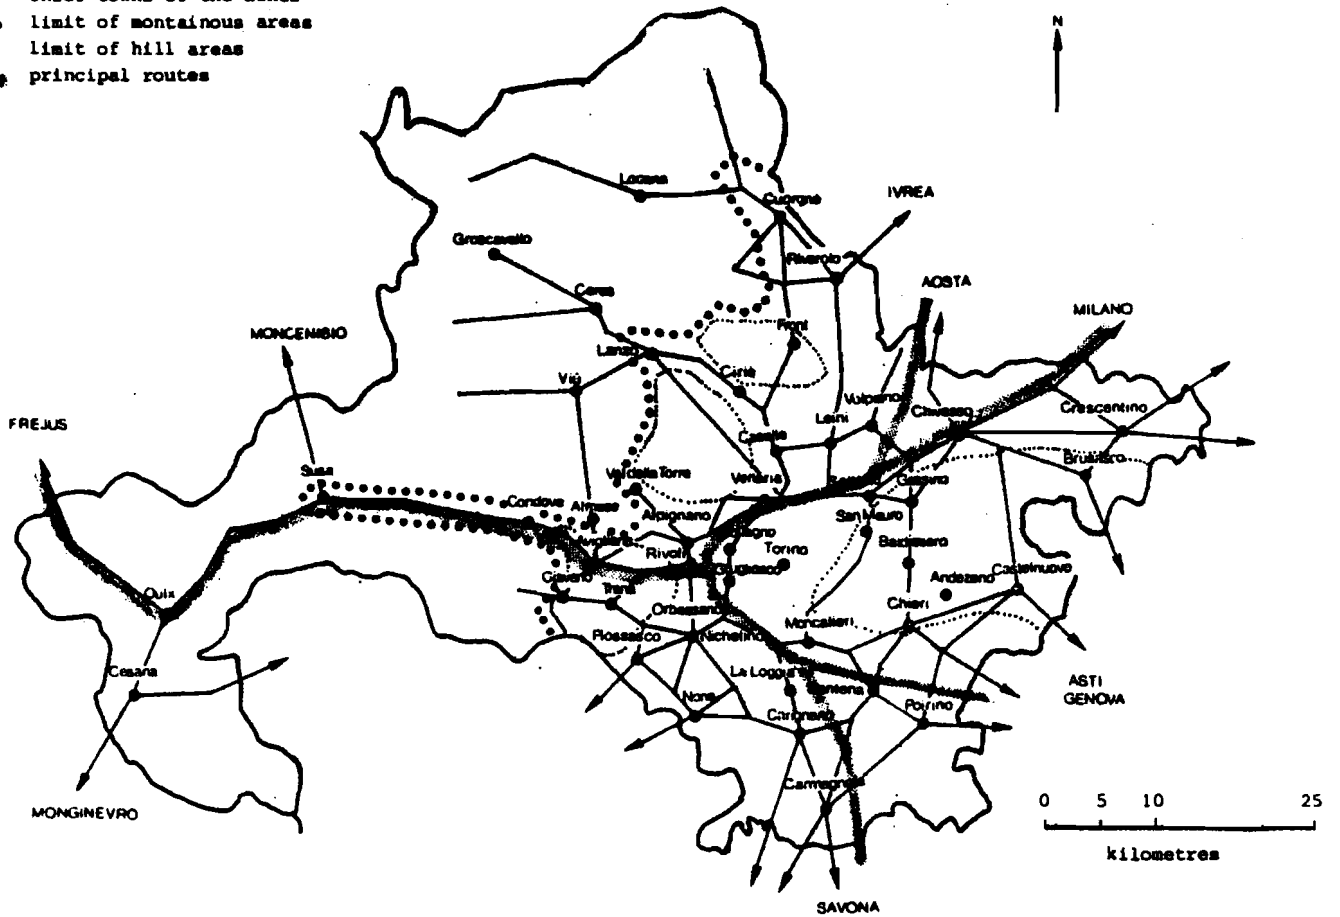 limit of montainous areas
limit of hill areas
principal routes
N
Locana
Cuorgnè
IVREA
Groscavallo
Rivarolo
AOSTA
Ceres
MILANO
MONCENISIO
Front
Lanzo
Viù
Ciriè
Volpiano
Chivasso
Crescentino
FREJUS
Leini
Caselle
Brusasco
Susa
Val della Torre
Venaria
Gassino
Condove
Almese
Alpignano
San Mauro
Avigliana
Rivoli
Torino
Baldissero
Grugliasco
Andezeno
Castelnuovo
Oulx
Giaveno
Trana
Orbassano
Chieri
Piossasco
Nichelino
Moncalieri
Cesana
La Loggia
Santena
ASTI
GENOVA
None
Carignano
Poirino
Carmagnola
MONGINEVRO
0 5 10 25
kilometres
SAVONA